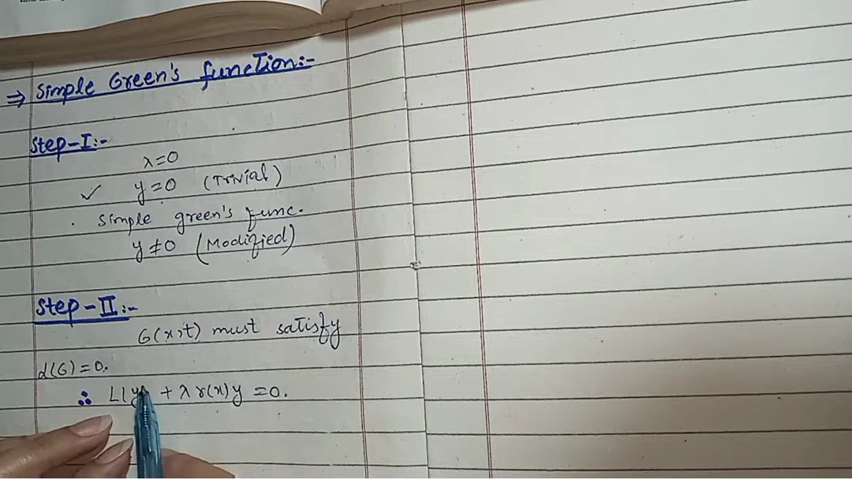 ⇒ Simple Green's function:-
Step-I:-
λ=0
✓ y=0 (Trivial)
Simple green's func.
y≠0 (Modified)
Step-II:-
G(x,t) must satisfy
L(G)=0.
∴ L(y) + λ r(x)y =0.